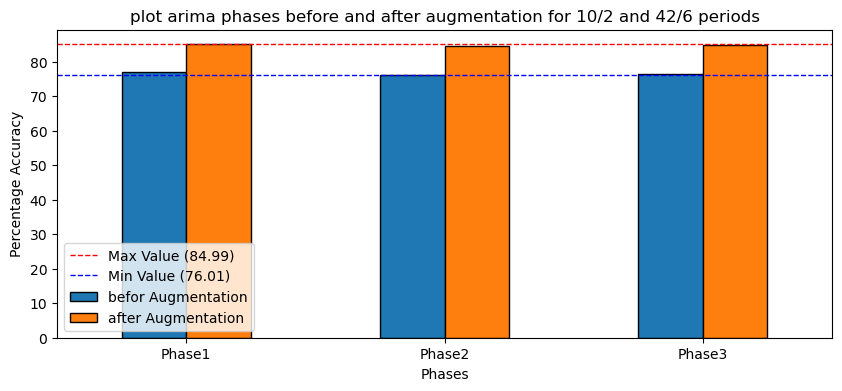 plot arima phases before and after augmentation for 10/2 and 42/6 periods
Percentage Accuracy
80
70
60
50
40
30
20
10
0
Max Value (84.99)
Min Value (76.01)
befor Augmentation
after Augmentation
Phase1
Phase2
Phase3
Phases